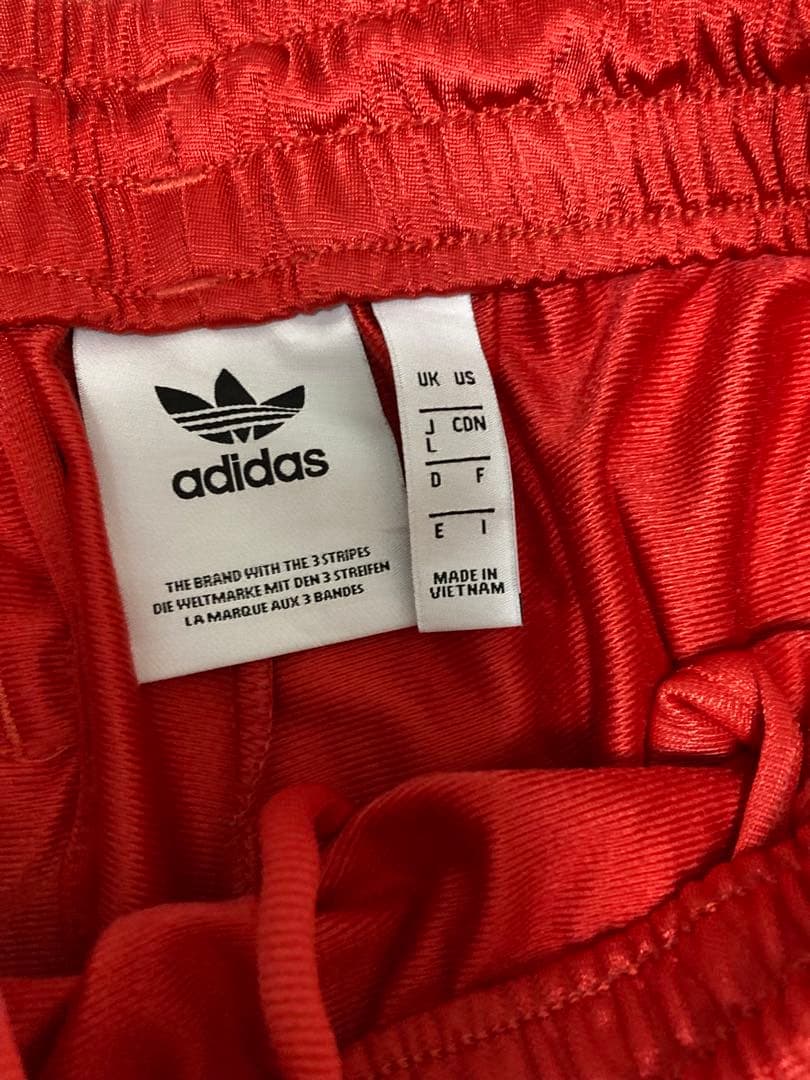 adidas
THE BRAND WITH THE 3 STRIPES
DIE WELTMARKE MIT DEN 3 STREIFEN
LA MARQUE AUX 3 BANDES
UK US
J CDN
L
D F
E I
MADE IN
VIETNAM